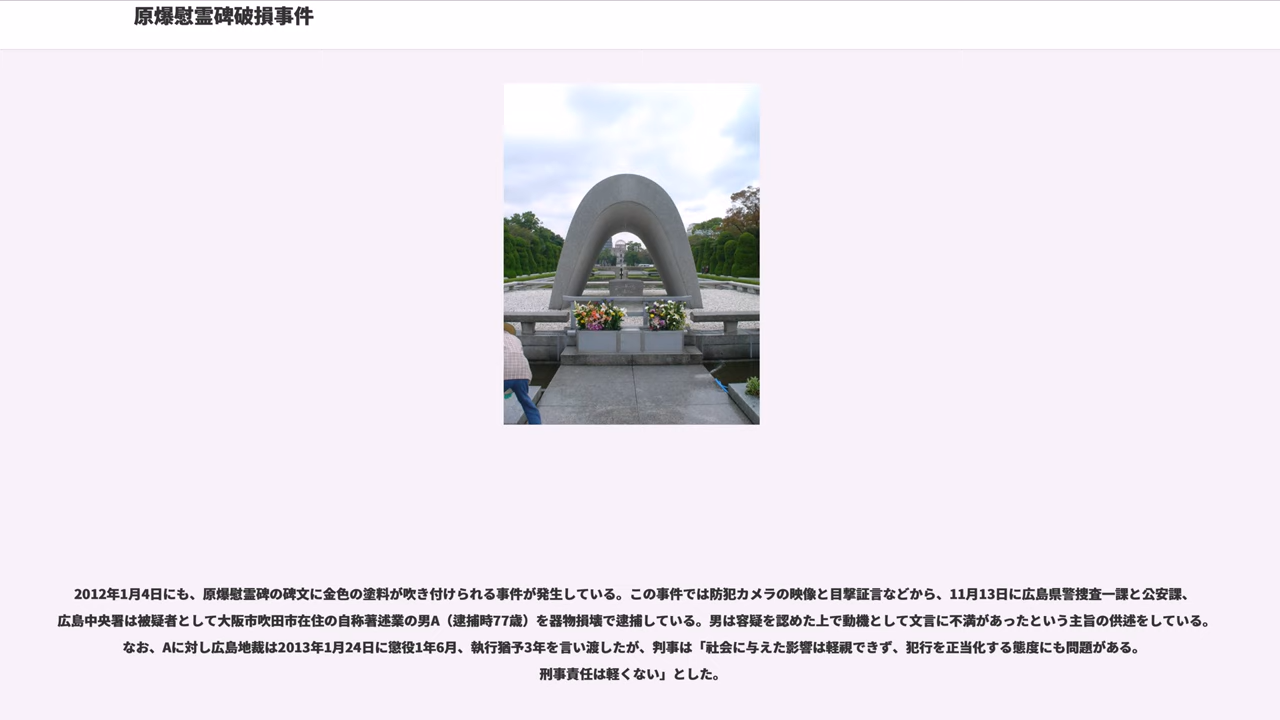 原爆慰霊碑破損事件
2012年1月4日にも、原爆慰霊碑の碑文に金色の塗料が吹き付けられる事件が発生している。この事件では防犯カメラの映像と目撃証言などから、11月13日に広島県警捜査一課と公安課、
広島中央署は被疑者として大阪市吹田市在住の自称著述業の男A（逮捕時77歳）を器物損壊で逮捕している。男は容疑を認めた上で動機として文言に不満があったという主旨の供述をしている。
なお、Aに対し広島地裁は2013年1月24日に懲役1年6月、執行猶予3年を言い渡したが、判事は「社会に与えた影響は軽視できず、犯行を正当化する態度にも問題がある。
刑事責任は軽くない」とした。